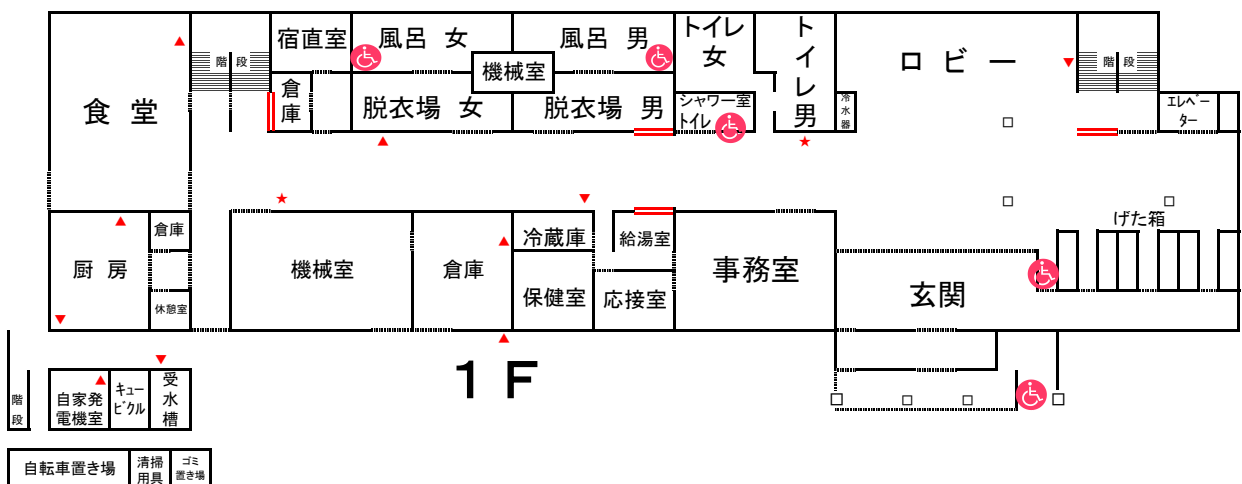 宿直室
風呂 女
風呂 男
トイレ
女
トイレ男
ロビー
階段
階段
食堂
倉庫
機械室
脱衣場 女
脱衣場 男
シャワー室
トイレ
冷水器
エレベー
ター
げた箱
倉庫
厨房
休憩室
機械室
倉庫
冷蔵庫
給湯室
保健室
応接室
事務室
玄関
1F
階段
自家発
電機室
キュー
ビクル
受水槽
自転車置き場
清掃
用具
ゴミ
置き場